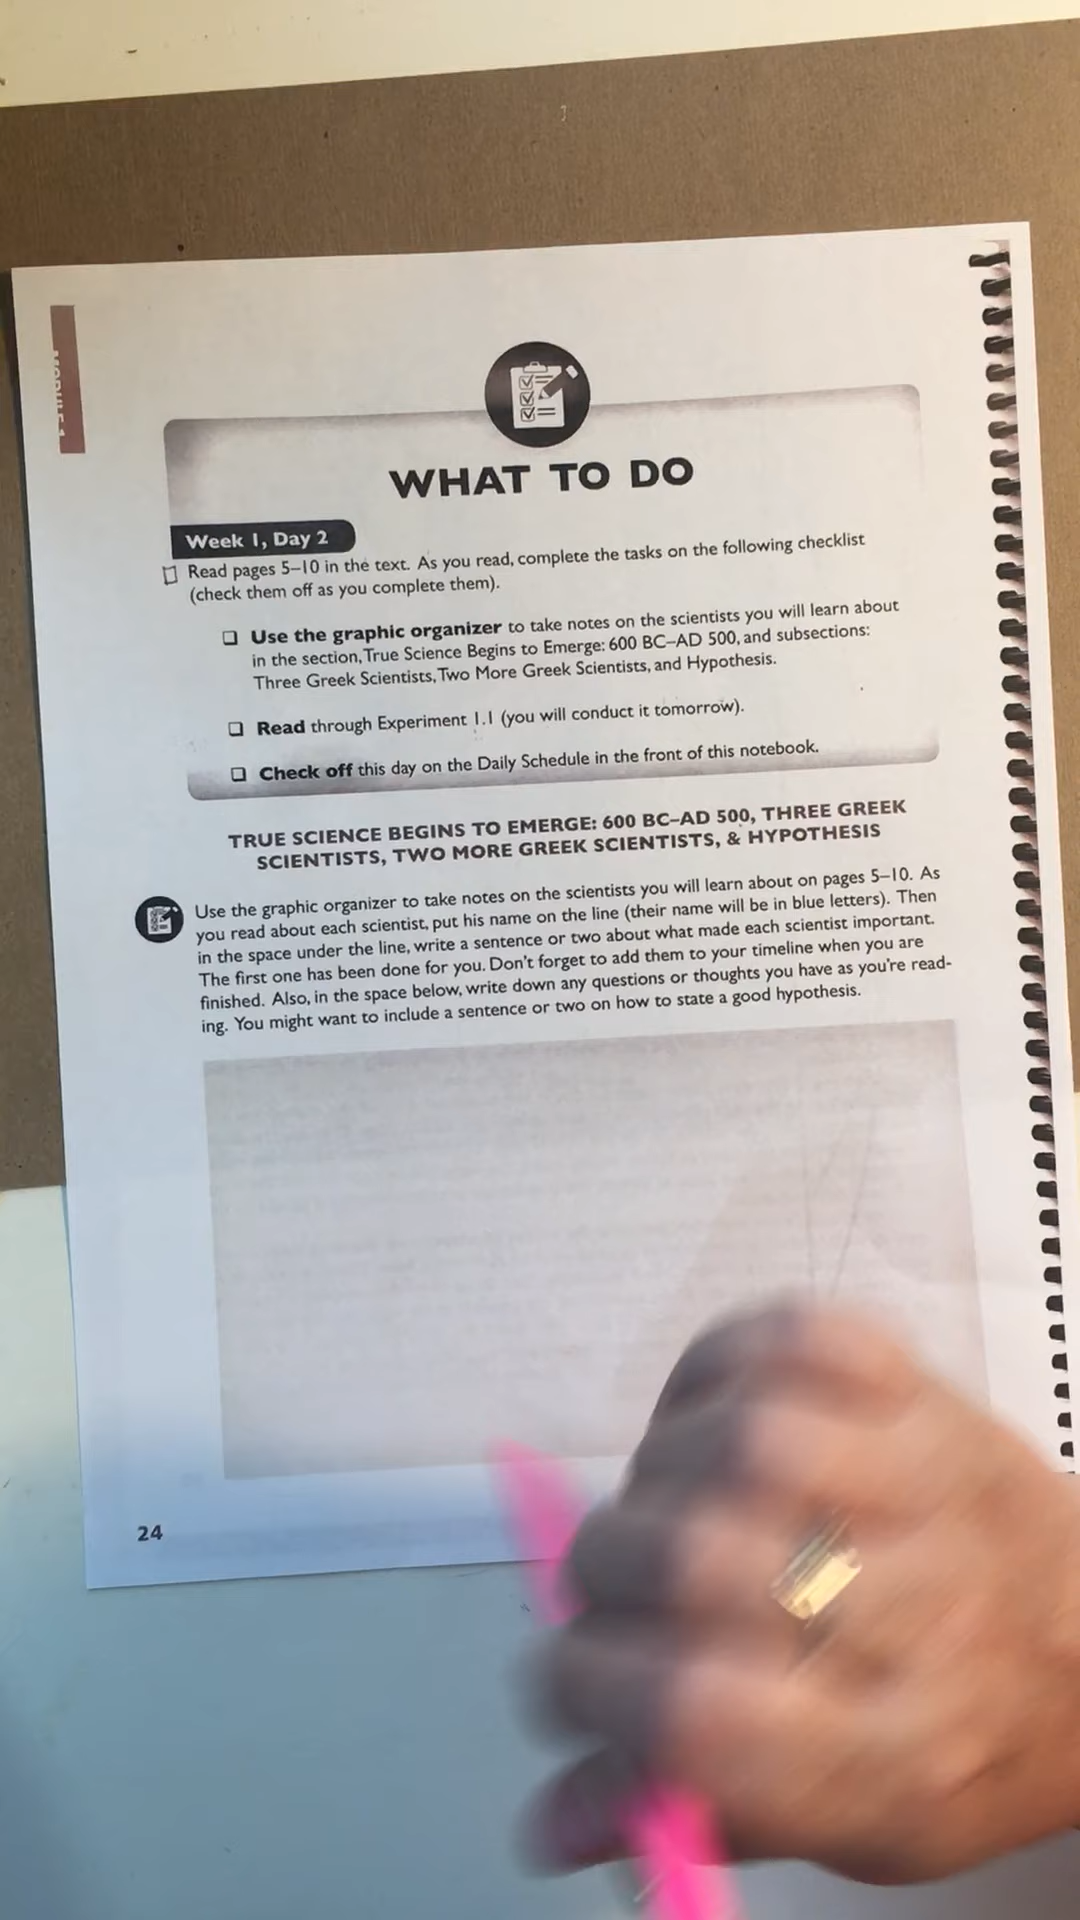 MODULE 1
WHAT TO DO
Week 1, Day 2
Read pages 5–10 in the text. As you read, complete the tasks on the following checklist
(check them off as you complete them).
Use the graphic organizer to take notes on the scientists you will learn about
in the section, True Science Begins to Emerge: 600 BC–AD 500, and subsections:
Three Greek Scientists, Two More Greek Scientists, and Hypothesis.
Read through Experiment 1.1 (you will conduct it tomorrow).
Check off this day on the Daily Schedule in the front of this notebook.
TRUE SCIENCE BEGINS TO EMERGE: 600 BC–AD 500, THREE GREEK
SCIENTISTS, TWO MORE GREEK SCIENTISTS, & HYPOTHESIS
Use the graphic organizer to take notes on the scientists you will learn about on pages 5–10. As
you read about each scientist, put his name on the line (their name will be in blue letters). Then
in the space under the line, write a sentence or two about what made each scientist important.
The first one has been done for you. Don't forget to add them to your timeline when you are
finished. Also, in the space below, write down any questions or thoughts you have as you're read-
ing. You might want to include a sentence or two on how to state a good hypothesis.
24